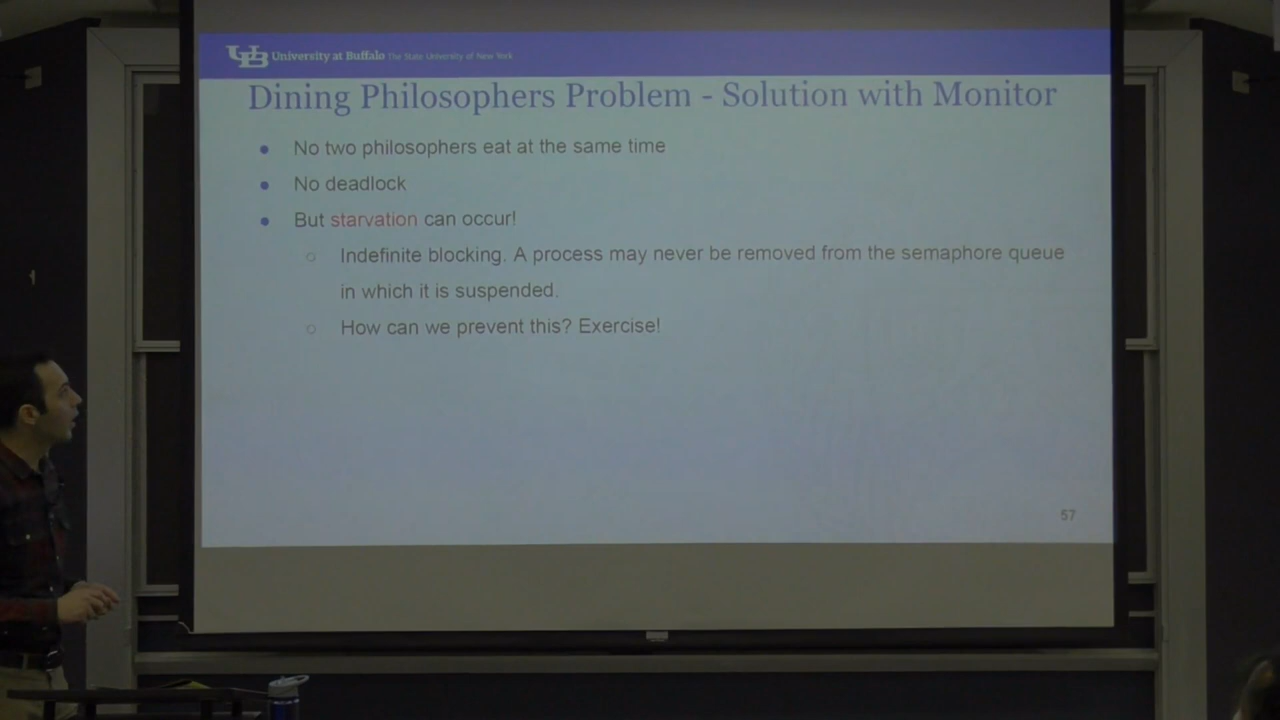 UB University at Buffalo The State University of New York
Dining Philosophers Problem - Solution with Monitor
No two philosophers eat at the same time
No deadlock
But starvation can occur!
Indefinite blocking. A process may never be removed from the semaphore queue
in which it is suspended.
How can we prevent this? Exercise!
57